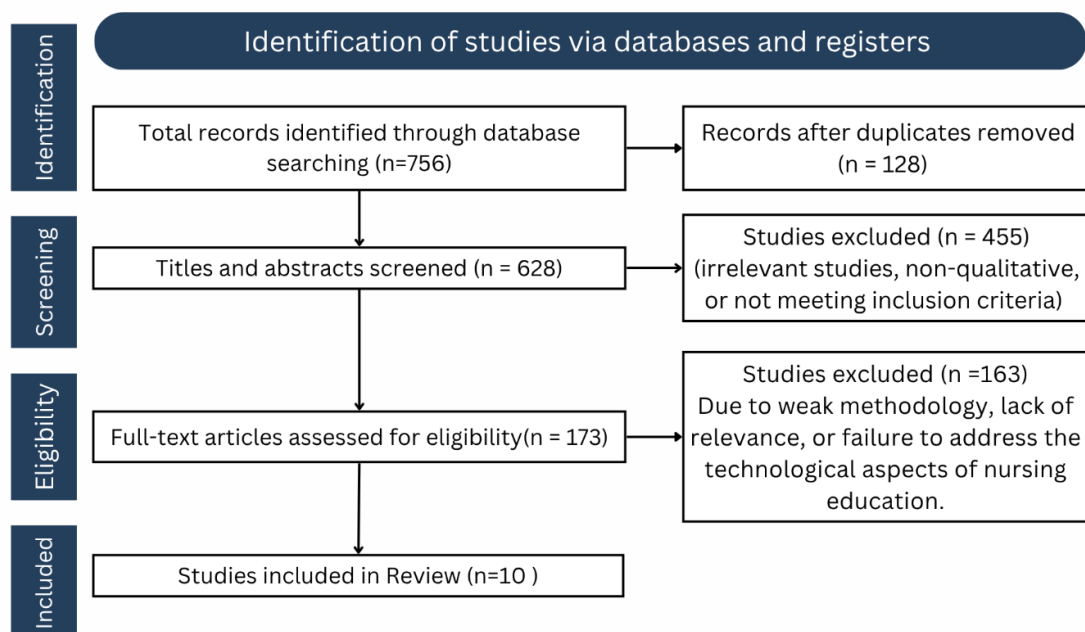 Identification of studies via databases and registers
Identification
Total records identified through database
searching (n=756)
Records after duplicates removed
(n = 128)
Screening
Titles and abstracts screened (n = 628)
Studies excluded (n = 455)
(irrelevant studies, non-qualitative,
or not meeting inclusion criteria)
Eligibility
Full-text articles assessed for eligibility(n = 173)
Studies excluded (n =163)
Due to weak methodology, lack of
relevance, or failure to address the
technological aspects of nursing
education.
Included
Studies included in Review (n=10 )